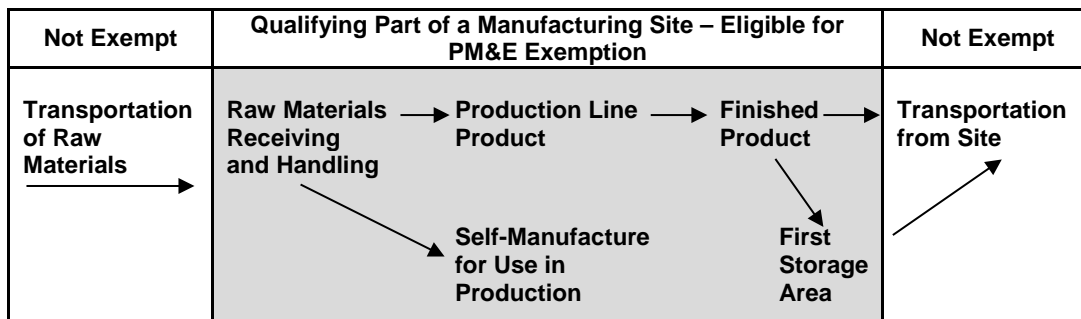 Not Exempt
Qualifying Part of a Manufacturing Site – Eligible for
PM&E Exemption
Not Exempt
Transportation
of Raw
Materials
Raw Materials
Receiving
and Handling
Production Line
Product
Finished
Product
Transportation
from Site
Self-Manufacture
for Use in
Production
First
Storage
Area